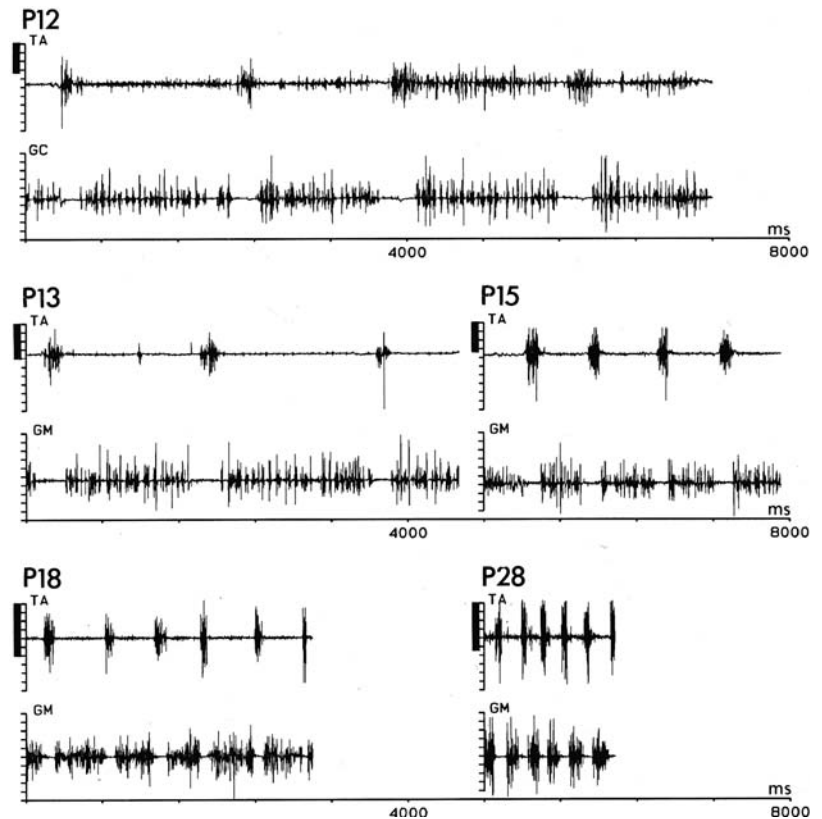 P12
TA
GC
ms
4000 8000
P13 P15
TA TA
GM GM
ms
4000 8000
P18 P28
TA TA
GM GM
ms
4000 8000